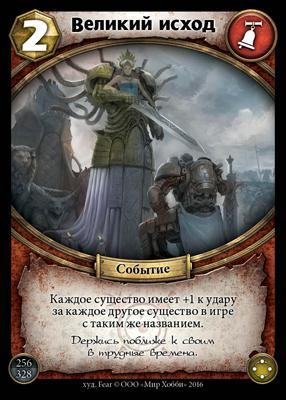 2
Великий исход
Событие
Каждое существо имеет +1 к удару
за каждое другое существо в игре
с таким же названием.
Держись поближе к своим
в трудные времена.
256
328
худ. Fear © ООО «Мир Хобби» 2016